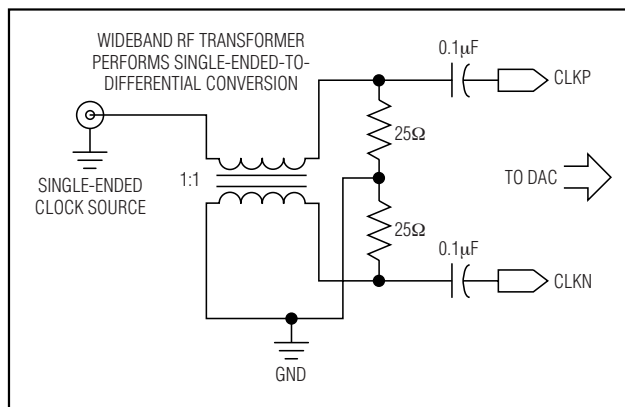 WIDEBAND RF TRANSFORMER
PERFORMS SINGLE-ENDED-TO-
DIFFERENTIAL CONVERSION
0.1µF
CLKP
25Ω
1:1
SINGLE-ENDED
CLOCK SOURCE
TO DAC
25Ω
0.1µF
CLKN
GND